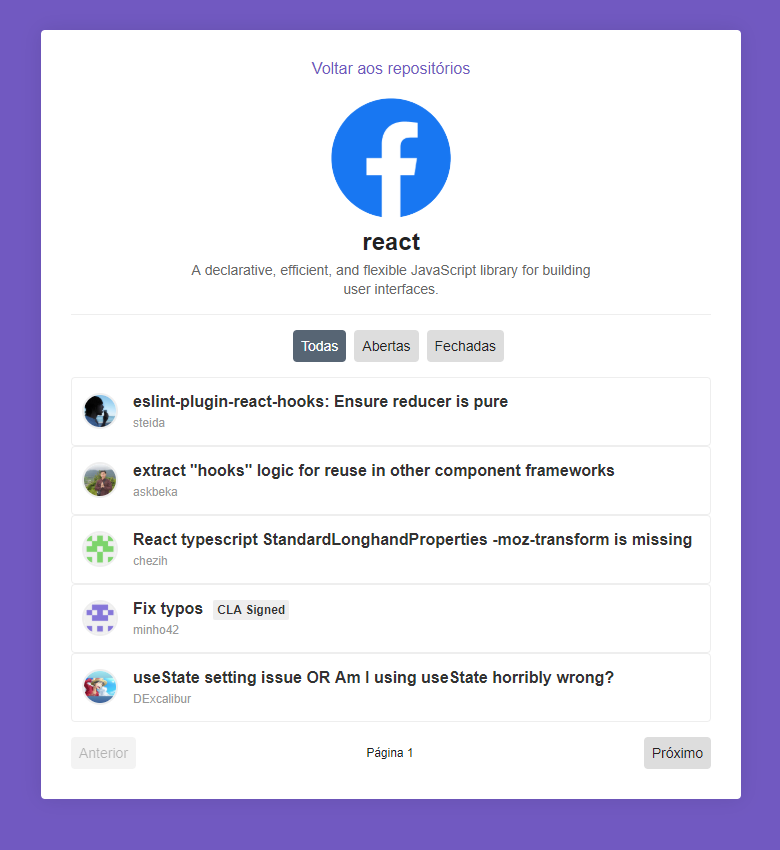 Voltar aos repositórios
react
A declarative, efficient, and flexible JavaScript library for building
user interfaces.
Todas Abertas Fechadas
eslint-plugin-react-hooks: Ensure reducer is pure
steida
extract "hooks" logic for reuse in other component frameworks
askbeka
React typescript StandardLonghandProperties -moz-transform is missing
chezih
Fix typos CLA Signed
minho42
useState setting issue OR Am I using useState horribly wrong?
DExcalibur
Anterior Página 1 Próximo